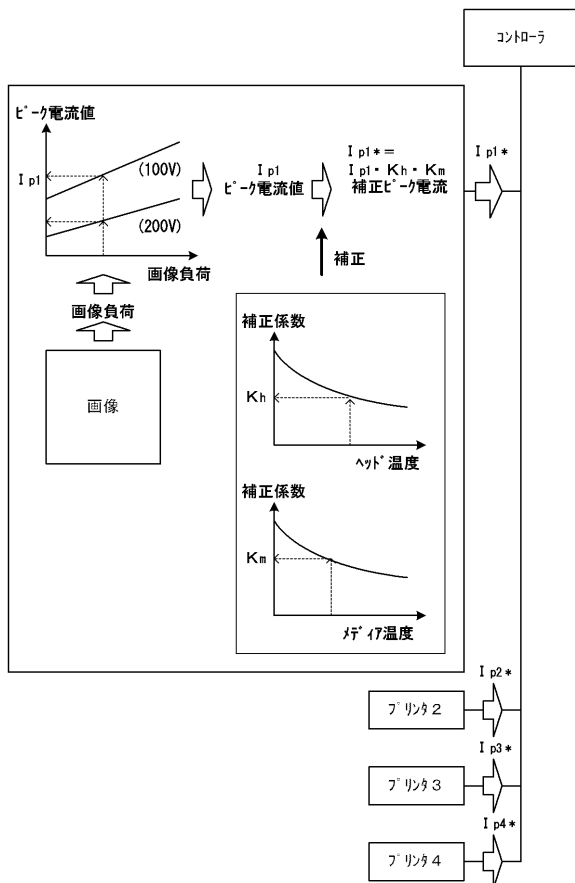 コントローラ
ピーク電流値
Ip1
(100V)
(200V)
画像負荷
画像負荷
画像
Ip1
ピーク電流値
Ip1*=
Ip1・Kh・Km
補正ピーク電流
Ip1*
補正
補正係数
Kh
ヘッド温度
補正係数
Km
メディア温度
Ip2*
プリンタ2
Ip3*
プリンタ3
Ip4*
プリンタ4